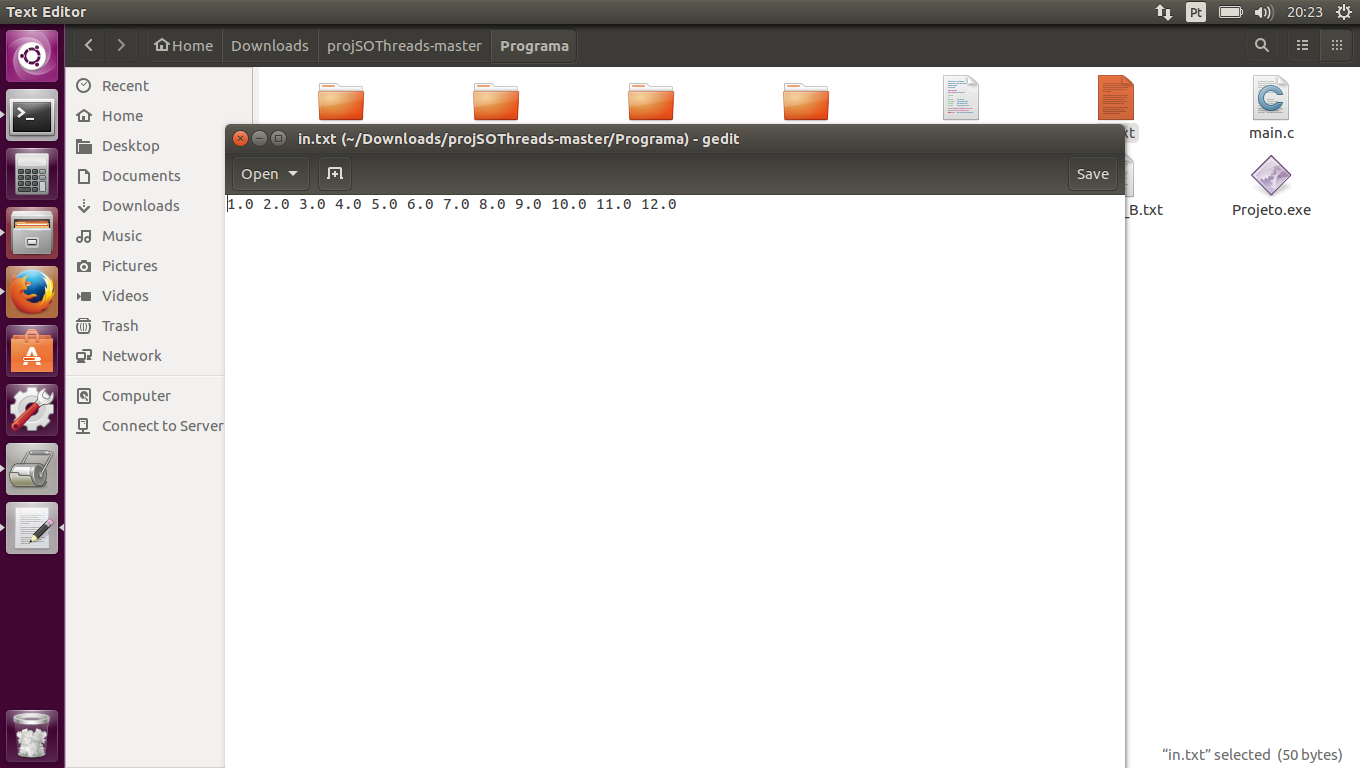 Text Editor
Pt
20:23
Home
Downloads
projSOThreads-master
Programa
Recent
Home
Desktop
Documents
Downloads
Music
Pictures
Videos
Trash
Network
Computer
Connect to Server
main.c
_B.txt
Projeto.exe
in.txt (~/Downloads/projSOThreads-master/Programa) - gedit
Open
Save
1.0 2.0 3.0 4.0 5.0 6.0 7.0 8.0 9.0 10.0 11.0 12.0
“in.txt” selected (50 bytes)